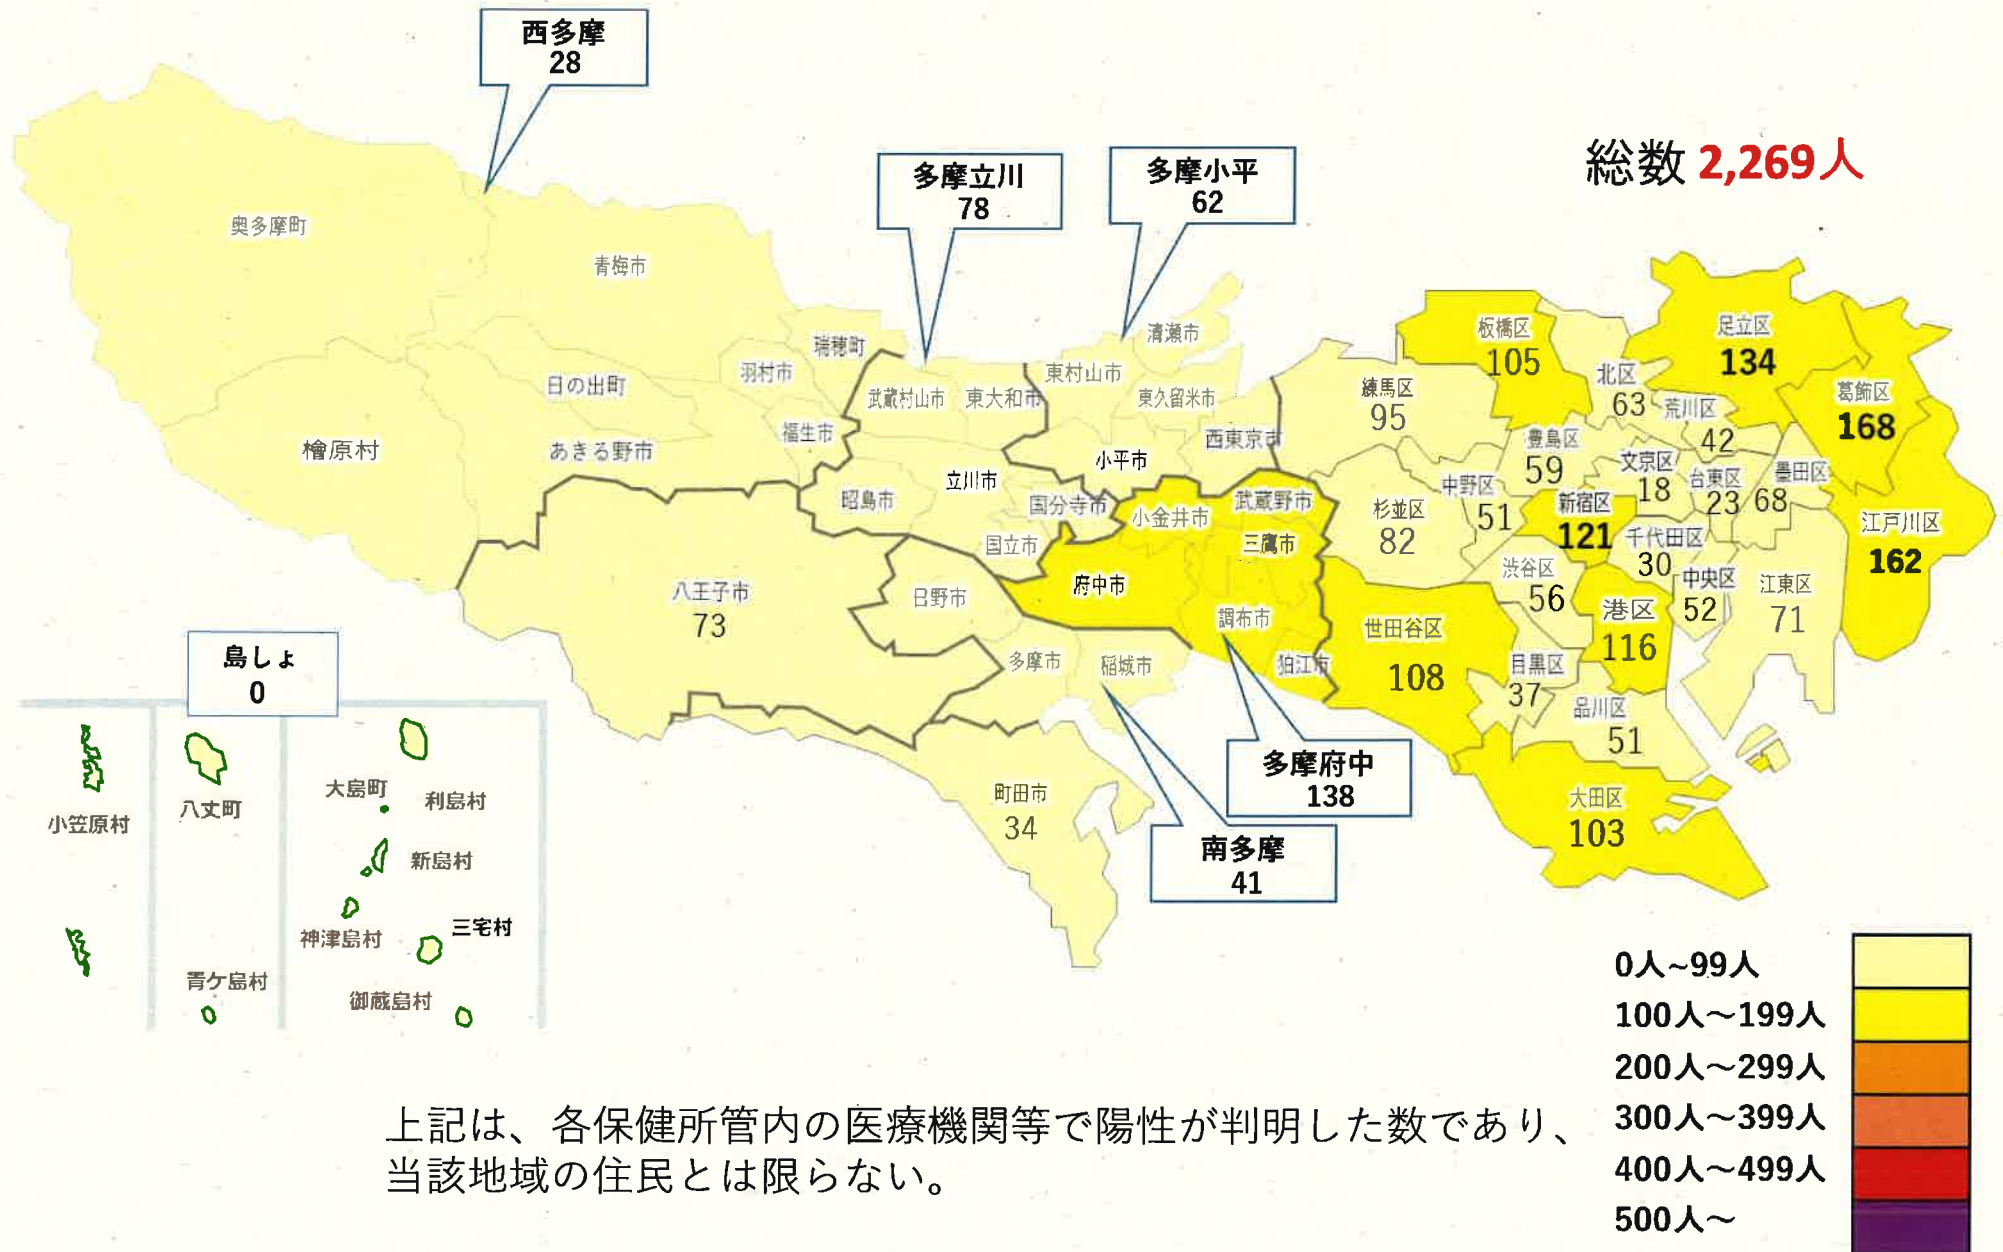 西多摩
28
多摩立川
78
多摩小平
62
総数 2,269人
奥多摩町
青梅市
瑞穂町
羽村市
日の出町
福生市
あきる野市
檜原村
武蔵村山市
東大和市
東村山市
清瀬市
東久留米市
西東京市
小平市
立川市
昭島市
国分寺市
国立市
小金井市
武蔵野市
三鷹市
府中市
調布市
狛江市
八王子市
73
日野市
多摩市
稲城市
町田市
34
板橋区
105
北区
63
足立区
134
葛飾区
168
練馬区
95
荒川区
42
豊島区
59
文京区
18
台東区
23
墨田区
68
江戸川区
162
中野区
51
新宿区
121
杉並区
82
千代田区
30
渋谷区
56
中央区
52
江東区
71
港区
116
世田谷区
108
目黒区
37
品川区
51
大田区
103
多摩府中
138
南多摩
41
島しょ
0
小笠原村
八丈町
青ケ島村
大島町
利島村
新島村
神津島村
三宅村
御蔵島村
0人~99人
100人～199人
200人～299人
300人～399人
400人～499人
500人～
上記は、各保健所管内の医療機関等で陽性が判明した数であり、
当該地域の住民とは限らない。